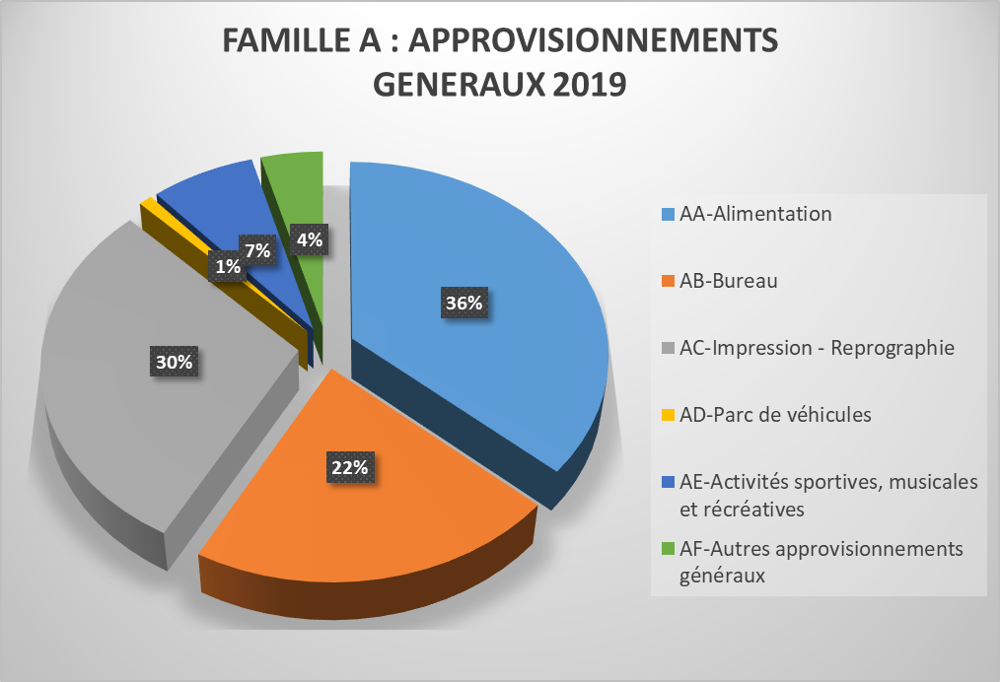 FAMILLE A : APPROVISIONNEMENTS
GENERAUX 2019
4%
7%
1%
36%
30%
22%
AA-Alimentation
AB-Bureau
AC-Impression - Reprographie
AD-Parc de véhicules
AE-Activités sportives, musicales
et récréatives
AF-Autres approvisionnements
généraux